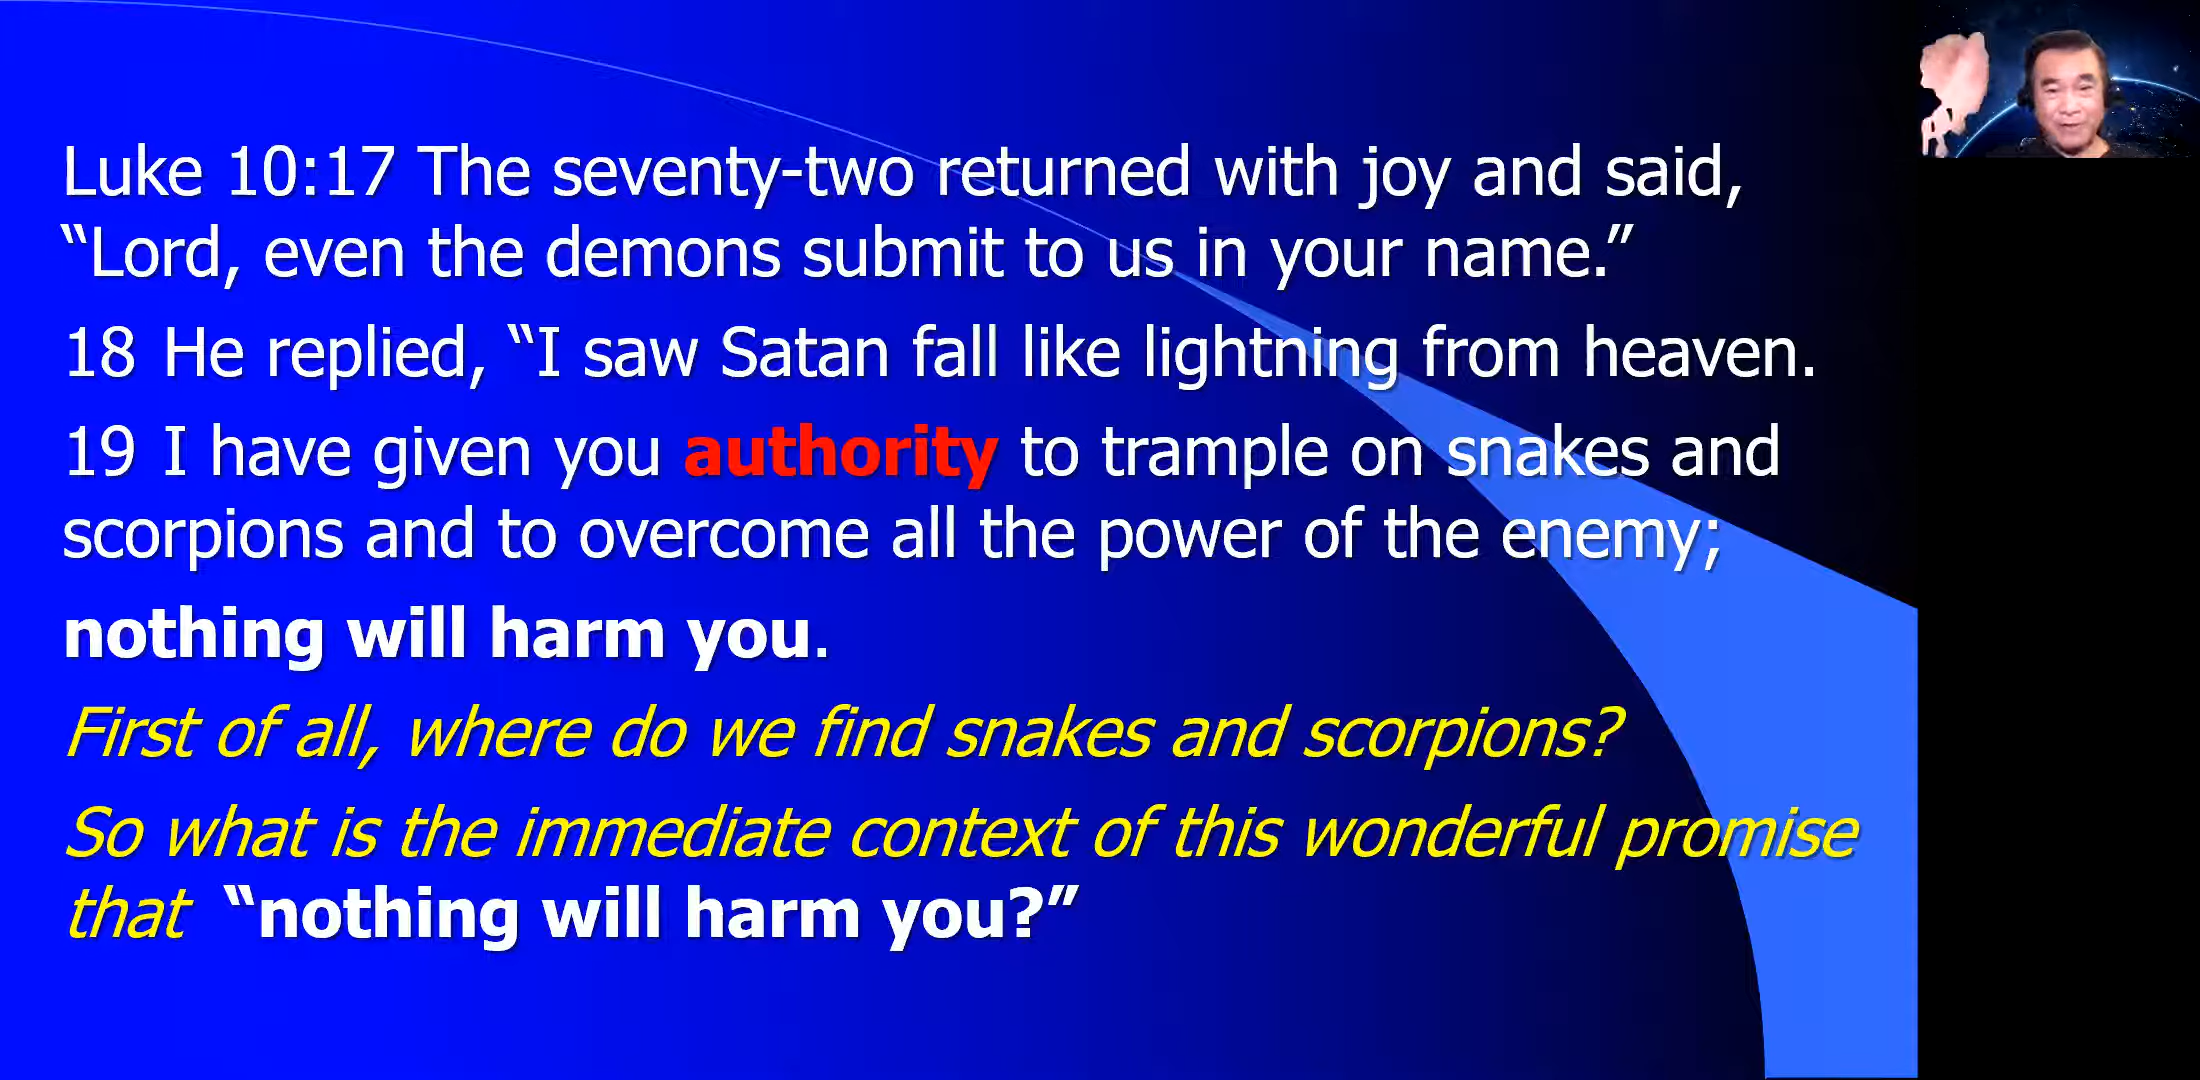 Luke 10:17 The seventy-two returned with joy and said,
“Lord, even the demons submit to us in your name.”
18 He replied, “I saw Satan fall like lightning from heaven.
19 I have given you authority to trample on snakes and
scorpions and to overcome all the power of the enemy;
nothing will harm you.
First of all, where do we find snakes and scorpions?
So what is the immediate context of this wonderful promise
that “nothing will harm you?”